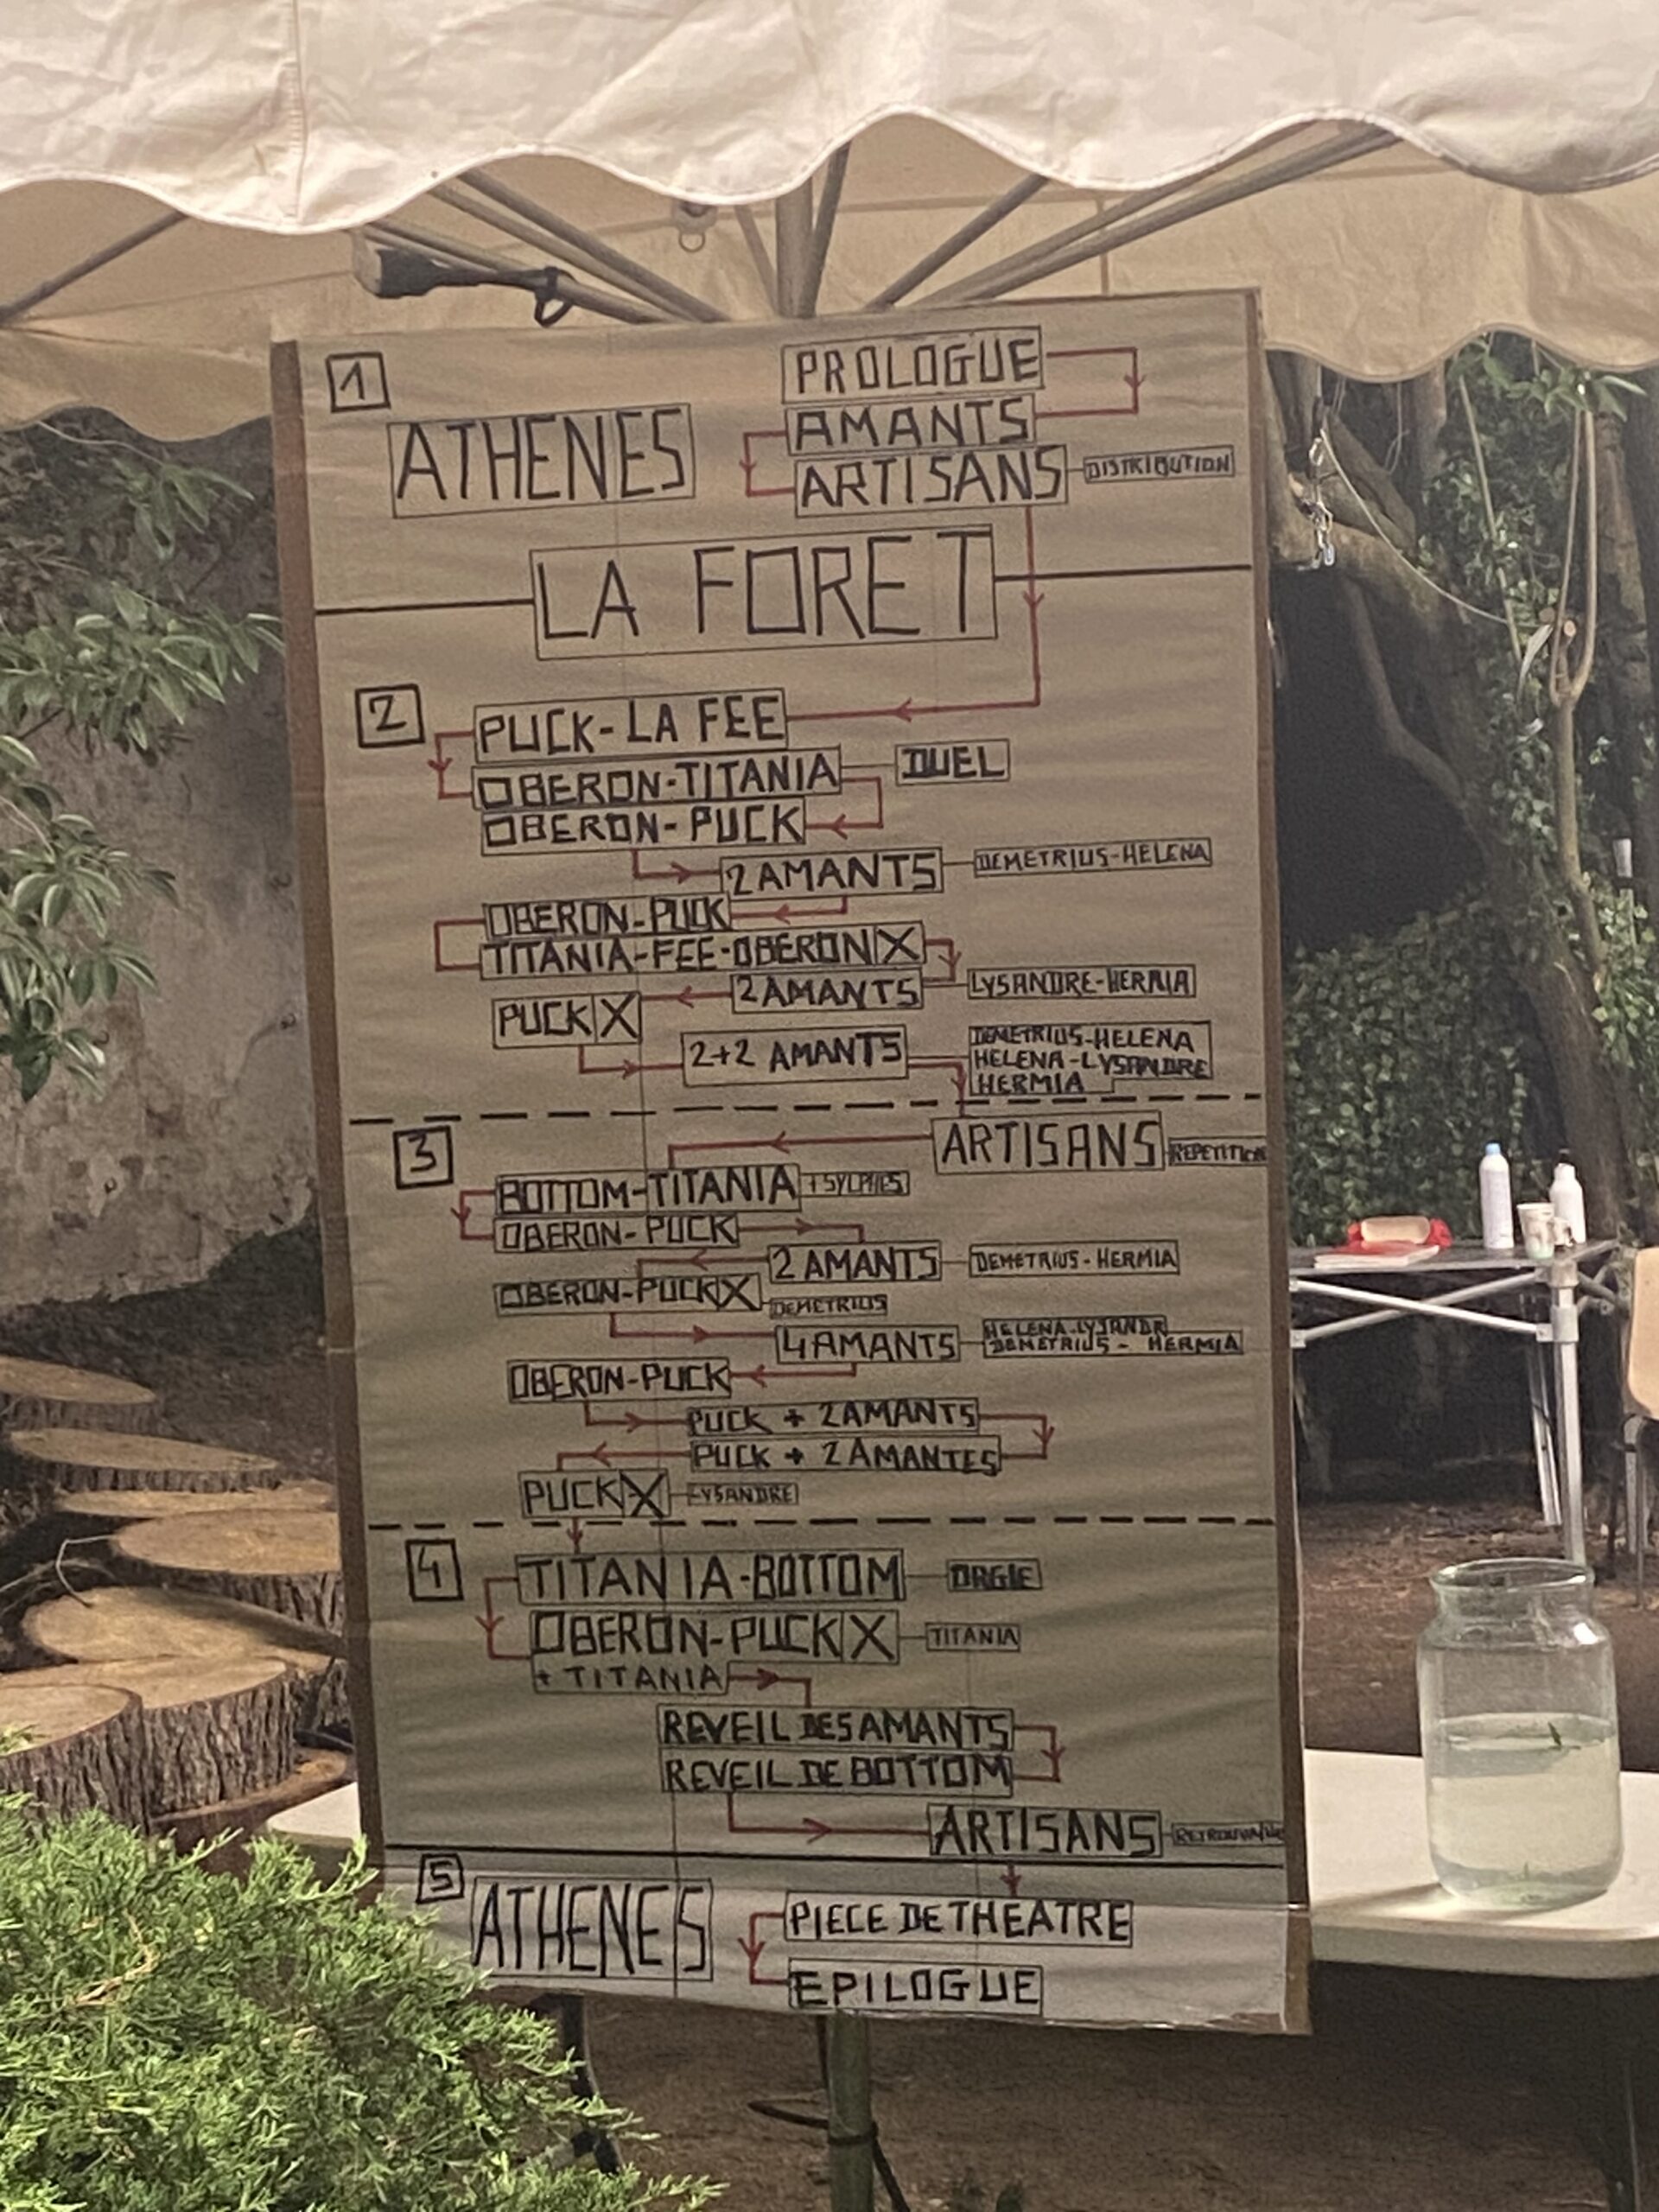 1
PROLOGUE
AMANTS
ATHENES
ARTISANS DISTRIBUTION
LA FORET
2
PUCK-LA FEE
OBERON-TITANIA DUEL
OBERON-PUCK
2 AMANTS DEMETRIUS-HELENA
OBERON-PUCK
TITANIA-FEE-OBERON X
2 AMANTS LYSANDRE-HERMIA
PUCK X
2+2 AMANTS DEMETRIUS-HELENA
HELENA-LYSANDRE
HERMIA
3
ARTISANS REPETITION
BOTTOM-TITANIA +SYLPHES
OBERON-PUCK
2 AMANTS DEMETRIUS-HERMIA
OBERON-PUCK X DEMETRIUS
4 AMANTS HELENA-LYSANDR
DEMETRIUS - HERMIA
OBERON-PUCK
PUCK + 2 AMANTS
PUCK + 2 AMANTES
PUCK X LYSANDRE
4
TITANIA-BOTTOM ORGIE
OBERON-PUCK X TITANIA
+ TITANIA
REVEIL DES AMANTS
REVEIL DE BOTTOM
ARTISANS
5
ATHENES
PIECE DE THEATRE
EPILOGUE